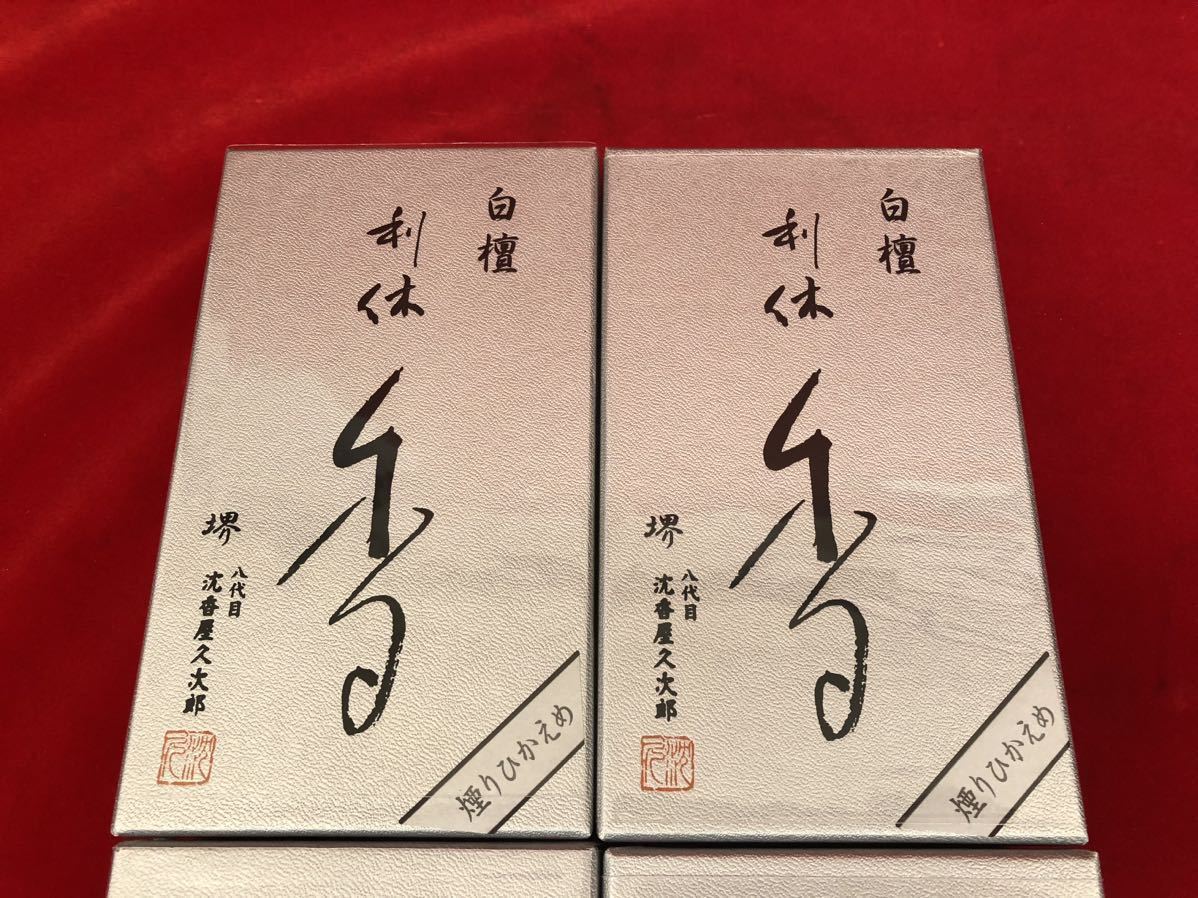 白檀
利休
香
堺
八代目
沈香屋久次郎
煙りひかえめ
白檀
利休
香
堺
八代目
沈香屋久次郎
煙りひかえめ